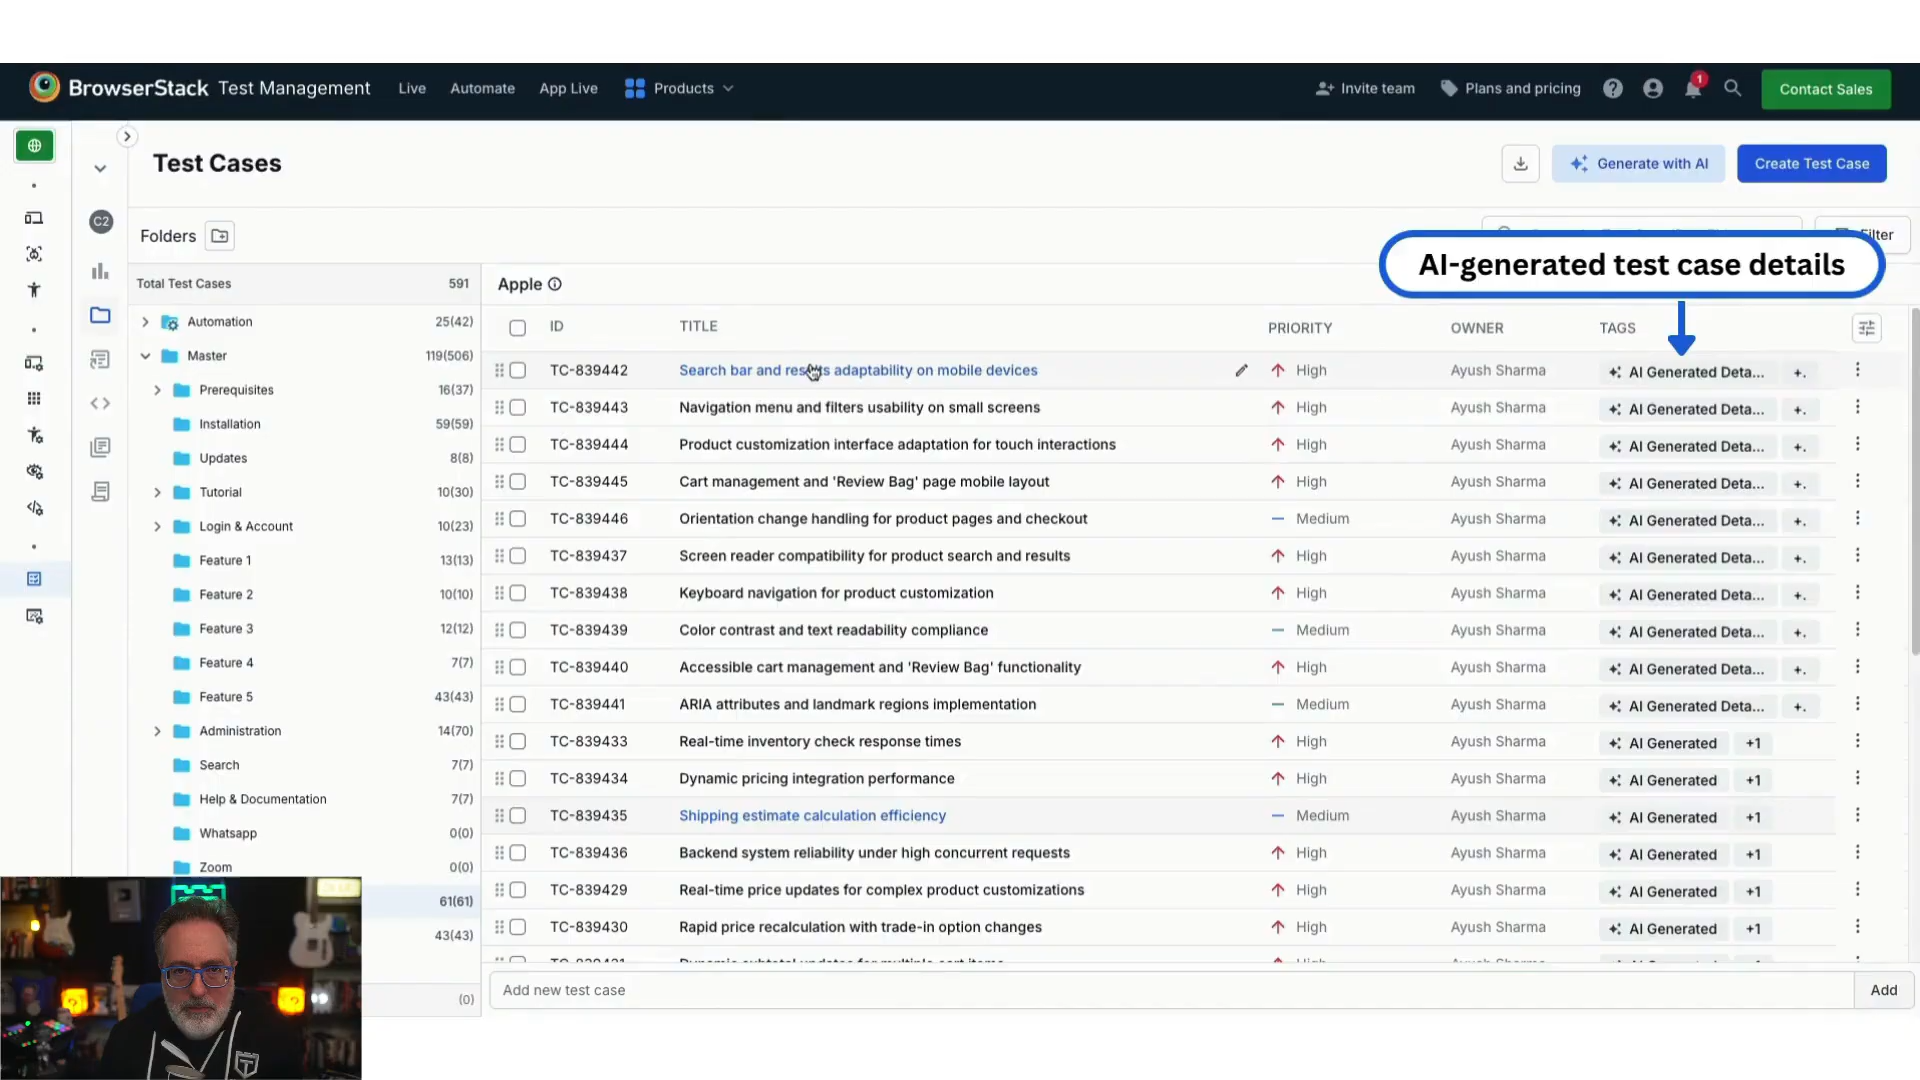 BrowserStack Test Management Live Automate App Live Products Invite team Plans and pricing 1 Contact Sales
Test Cases Generate with AI Create Test Case
C2
Folders Filter
AI-generated test case details
Total Test Cases 591
Automation 25(42)
Master 119(506)
Prerequisites 16(37)
Installation 59(59)
Updates 8(8)
Tutorial 10(30)
Login & Account 10(23)
Feature 1 13(13)
Feature 2 10(10)
Feature 3 12(12)
Feature 4 7(7)
Feature 5 43(43)
Administration 14(70)
Search 7(7)
Help & Documentation 7(7)
Whatsapp 0(0)
Zoom 0(0)
61(61)
43(43)
(0)
Apple
ID TITLE PRIORITY OWNER TAGS
TC-839442 Search bar and results adaptability on mobile devices High Ayush Sharma AI Generated Deta... +.
TC-839443 Navigation menu and filters usability on small screens High Ayush Sharma AI Generated Deta... +.
TC-839444 Product customization interface adaptation for touch interactions High Ayush Sharma AI Generated Deta... +.
TC-839445 Cart management and 'Review Bag' page mobile layout High Ayush Sharma AI Generated Deta... +.
TC-839446 Orientation change handling for product pages and checkout Medium Ayush Sharma AI Generated Deta... +.
TC-839437 Screen reader compatibility for product search and results High Ayush Sharma AI Generated Deta... +.
TC-839438 Keyboard navigation for product customization High Ayush Sharma AI Generated Deta... +.
TC-839439 Color contrast and text readability compliance Medium Ayush Sharma AI Generated Deta... +.
TC-839440 Accessible cart management and 'Review Bag' functionality High Ayush Sharma AI Generated Deta... +.
TC-839441 ARIA attributes and landmark regions implementation Medium Ayush Sharma AI Generated Deta... +.
TC-839433 Real-time inventory check response times High Ayush Sharma AI Generated +1
TC-839434 Dynamic pricing integration performance High Ayush Sharma AI Generated +1
TC-839435 Shipping estimate calculation efficiency Medium Ayush Sharma AI Generated +1
TC-839436 Backend system reliability under high concurrent requests High Ayush Sharma AI Generated +1
TC-839429 Real-time price updates for complex product customizations High Ayush Sharma AI Generated +1
TC-839430 Rapid price recalculation with trade-in option changes High Ayush Sharma AI Generated +1
Add new test case Add